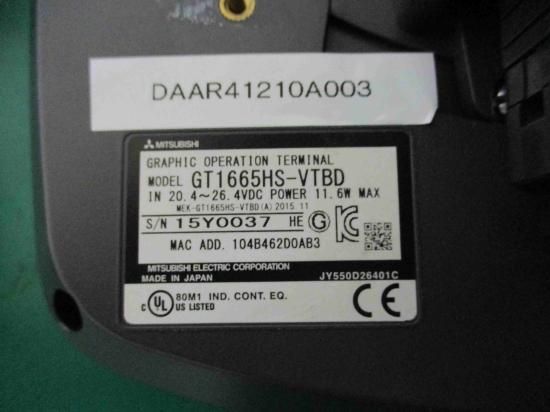 DAAR41210A003
MITSUBISHI
GRAPHIC OPERATION TERMINAL
MODEL GT1665HS-VTBD
IN 20.4~26.4VDC POWER 11.6W MAX
MEK-GT1665HS-VTBD(A) 2015.11
S/N 15Y0037 HE G
MAC ADD. 104B462D0AB3
MITSUBISHI ELECTRIC CORPORATION
MADE IN JAPAN JY550D26401C
C UL US LISTED 80M1 IND. CONT. EQ. CE